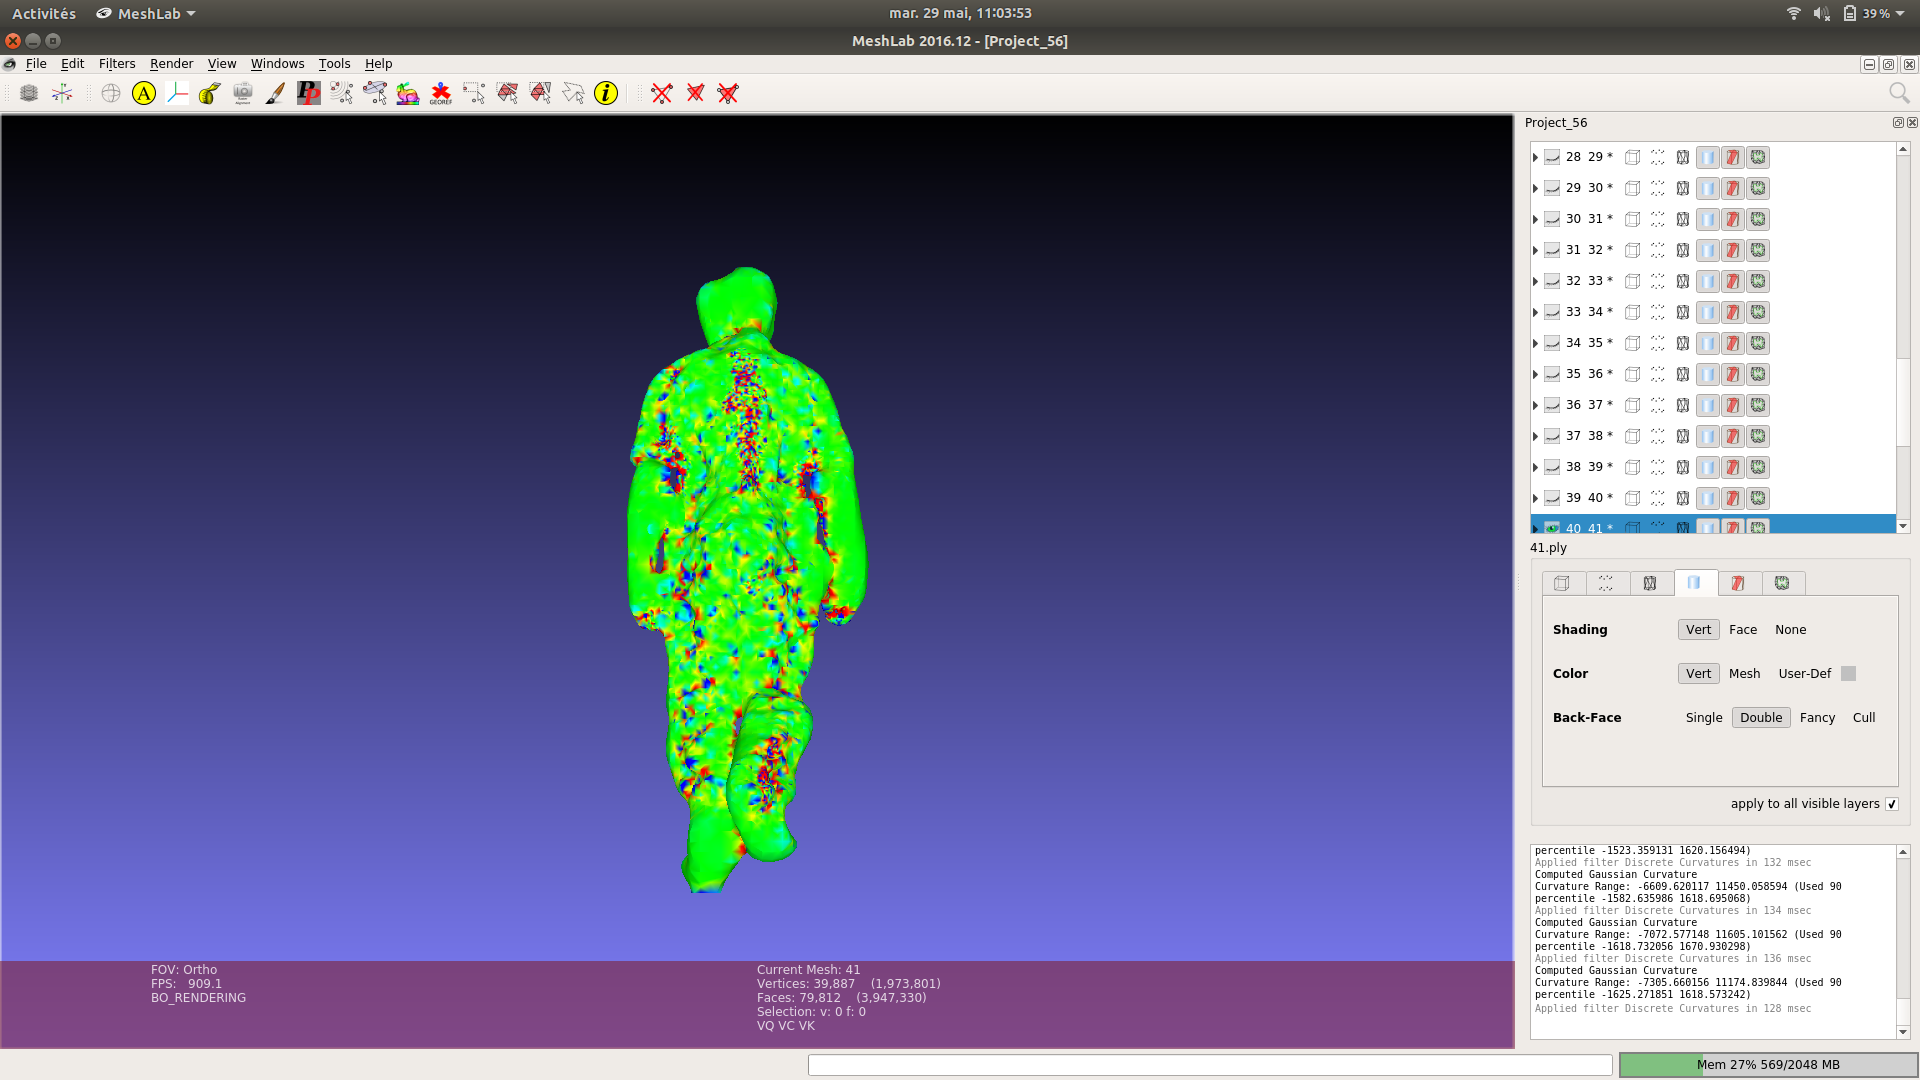 Activités MeshLab mar. 29 mai, 11:03:53 39 %
MeshLab 2016.12 - [Project_56]
File Edit Filters Render View Windows Tools Help
A PP GEOREF i
Project_56
28 29 *
29 30 *
30 31 *
31 32 *
32 33 *
33 34 *
34 35 *
35 36 *
36 37 *
37 38 *
38 39 *
39 40 *
40 41 *
41.ply
Shading Vert Face None
Color Vert Mesh User-Def
Back-Face Single Double Fancy Cull
apply to all visible layers
percentile -1523.359131 1620.156494)
Applied filter Discrete Curvatures in 132 msec
Computed Gaussian Curvature
Curvature Range: -6609.620117 11450.058594 (Used 90
percentile -1582.635986 1618.695068)
Applied filter Discrete Curvatures in 134 msec
Computed Gaussian Curvature
Curvature Range: -7072.577148 11605.101562 (Used 90
percentile -1618.732056 1670.930298)
Applied filter Discrete Curvatures in 136 msec
Computed Gaussian Curvature
Curvature Range: -7305.660156 11174.839844 (Used 90
percentile -1625.271851 1618.573242)
Applied filter Discrete Curvatures in 128 msec
FOV: Ortho
FPS: 909.1
BO_RENDERING
Current Mesh: 41
Vertices: 39,887 (1,973,801)
Faces: 79,812 (3,947,330)
Selection: v: 0 f: 0
VQ VC VK
Mem 27% 569/2048 MB